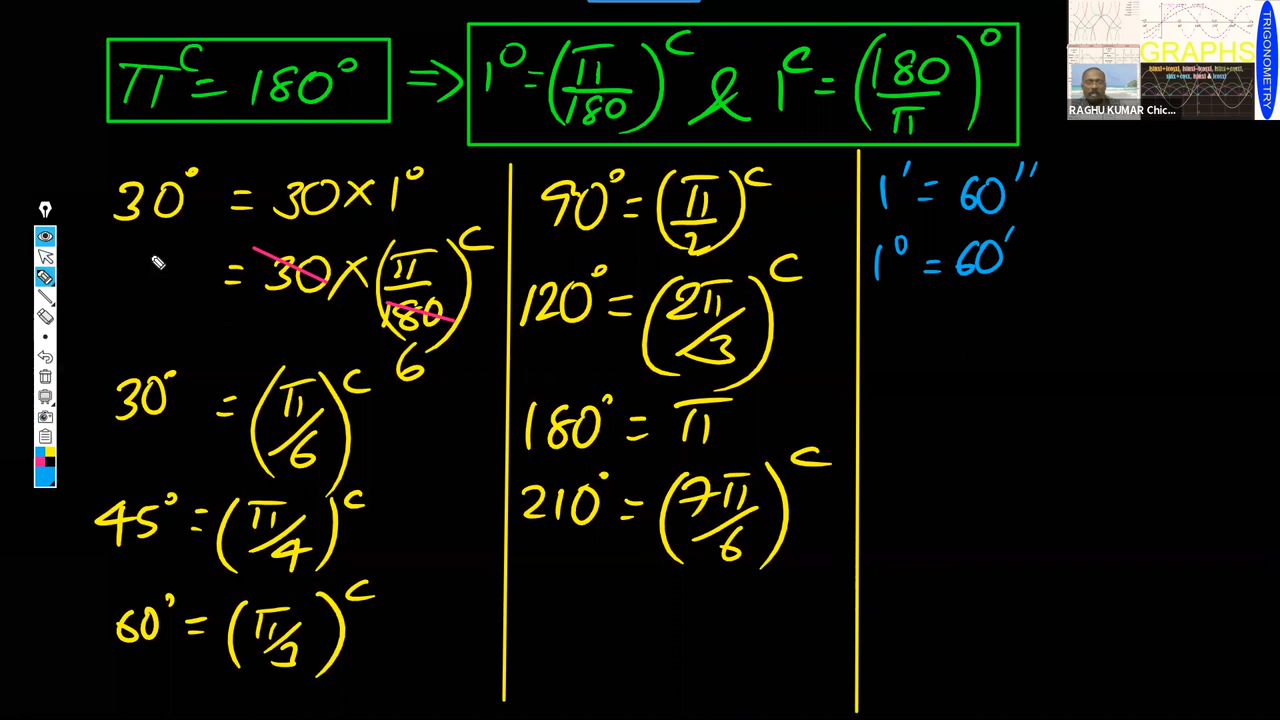 π^c = 180° => 1° = (π/180)^c & 1^c = (180/π)°
30° = 30 × 1°
= 30 × (π/180)^c
6
30° = (π/6)^c
45° = (π/4)^c
60° = (π/3)^c
90° = (π/2)^c
120° = (2π/3)^c
180° = π
210° = (7π/6)^c
1' = 60''
1° = 60'
GRAPHS
TRIGONOMETRY
RAGHU KUMAR Chic...